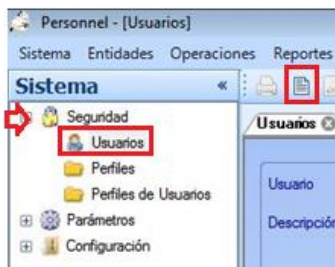 Personnel - [Usuarios]
Sistema Entidades Operaciones Reportes
Sistema «
Seguridad
Usuarios
Perfiles
Perfiles de Usuarios
Parámetros
Configuración
Usuarios
Usuario
Descripción